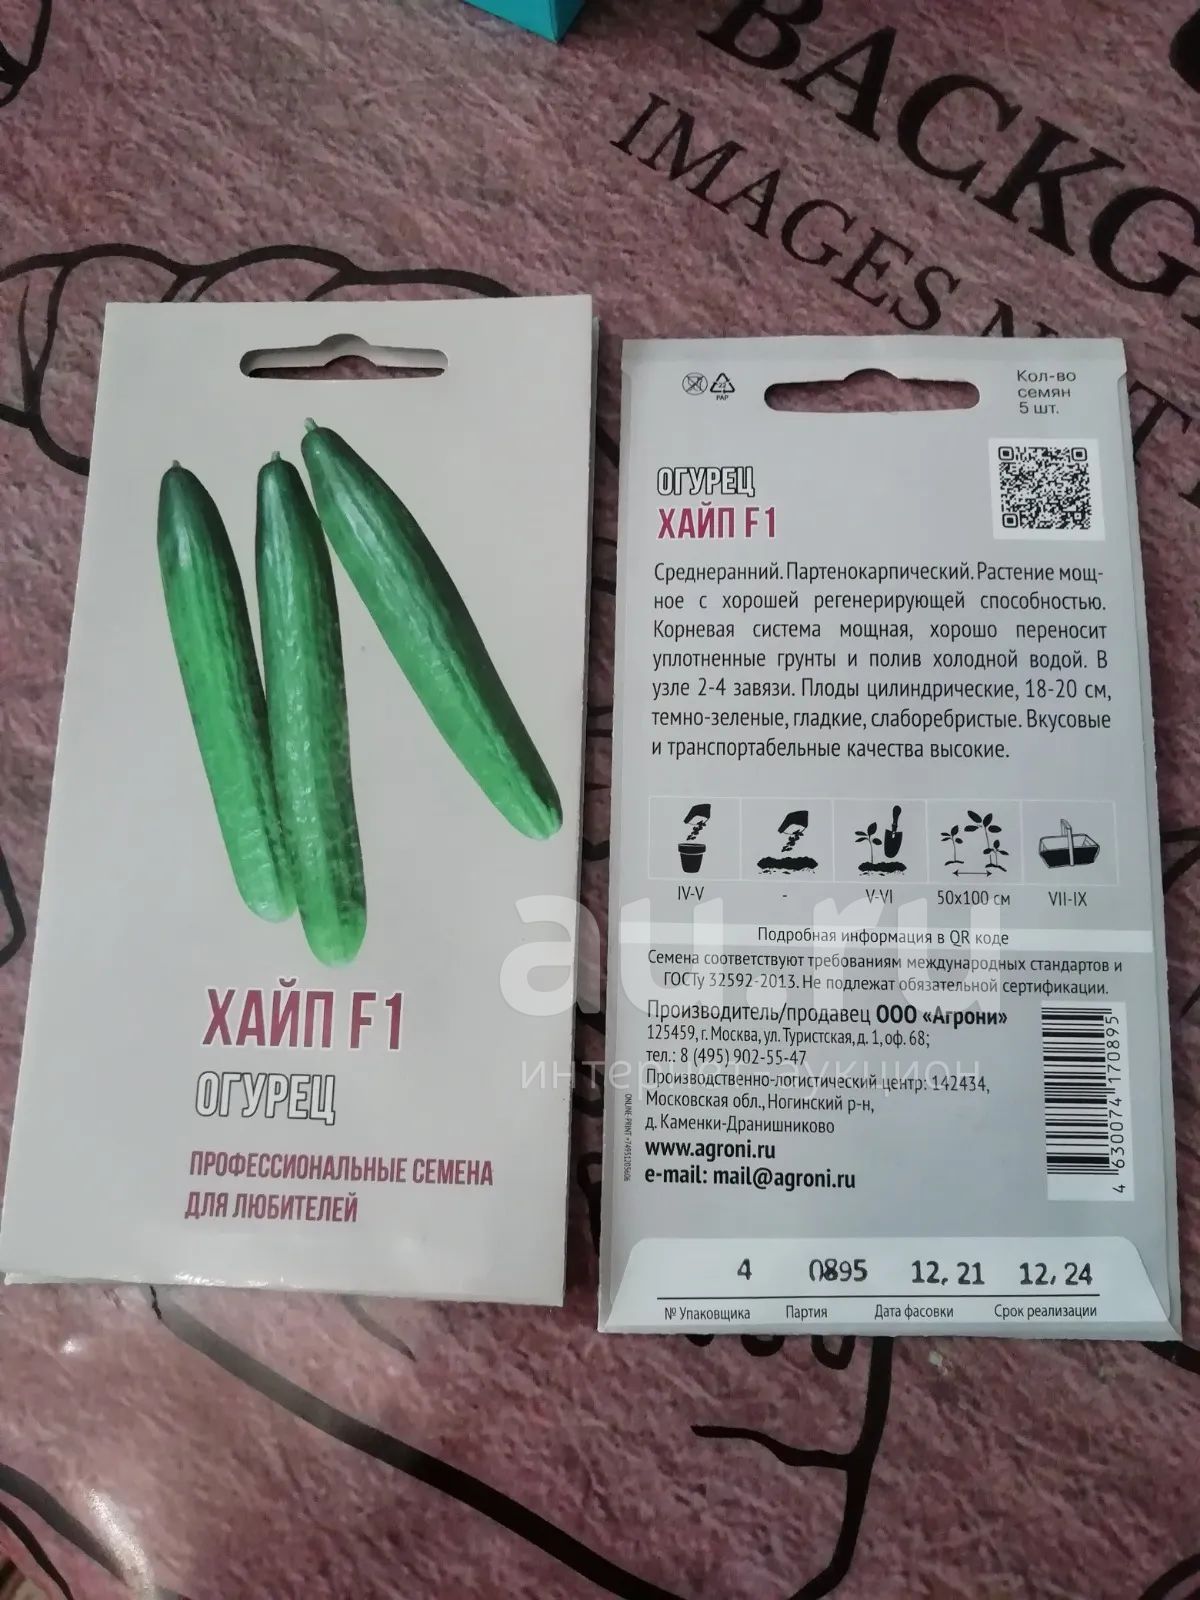 BACKG
IMAGES
ХАЙП F1
ОГУРЕЦ
ПРОФЕССИОНАЛЬНЫЕ СЕМЕНА
ДЛЯ ЛЮБИТЕЛЕЙ
22
PAP
Кол-во
семян
5 шт.
ОГУРЕЦ
ХАЙП F1
Среднеранний. Партенокарпический. Растение мощ-
ное с хорошей регенерирующей способностью.
Корневая система мощная, хорошо переносит
уплотненные грунты и полив холодной водой. В
узле 2-4 завязи. Плоды цилиндрические, 18-20 см,
темно-зеленые, гладкие, слаборебристые. Вкусовые
и транспортабельные качества высокие.
IV-V - V-VI 50x100 см VII-IX
Подробная информация в QR коде
Семена соответствуют требованиям международных стандартов и
ГОСТу 32592-2013. Не подлежат обязательной сертификации.
Производитель/продавец ООО «Агрони»
125459, г. Москва, ул. Туристская, д. 1, оф. 68;
тел.: 8 (495) 902-55-47
Производственно-логистический центр: 142434,
Московская обл., Ногинский р-н,
д. Каменки-Дранишниково
www.agroni.ru
e-mail: mail@agroni.ru
ONLINE-PRINT +74951205606
4 630074 170895
4 0895 12, 21 12, 24
№ Упаковщика Партия Дата фасовки Срок реализации
au.ru
интернет-аукцион